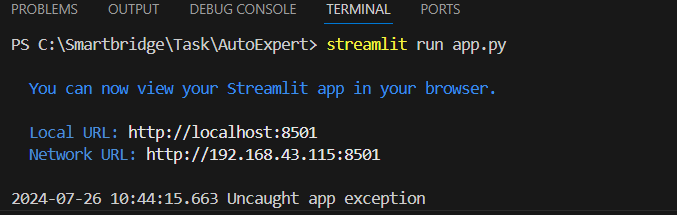 PROBLEMS OUTPUT DEBUG CONSOLE TERMINAL PORTS
PS C:\Smartbridge\Task\AutoExpert> streamlit run app.py
You can now view your Streamlit app in your browser.
Local URL: http://localhost:8501
Network URL: http://192.168.43.115:8501
2024-07-26 10:44:15.663 Uncaught app exception